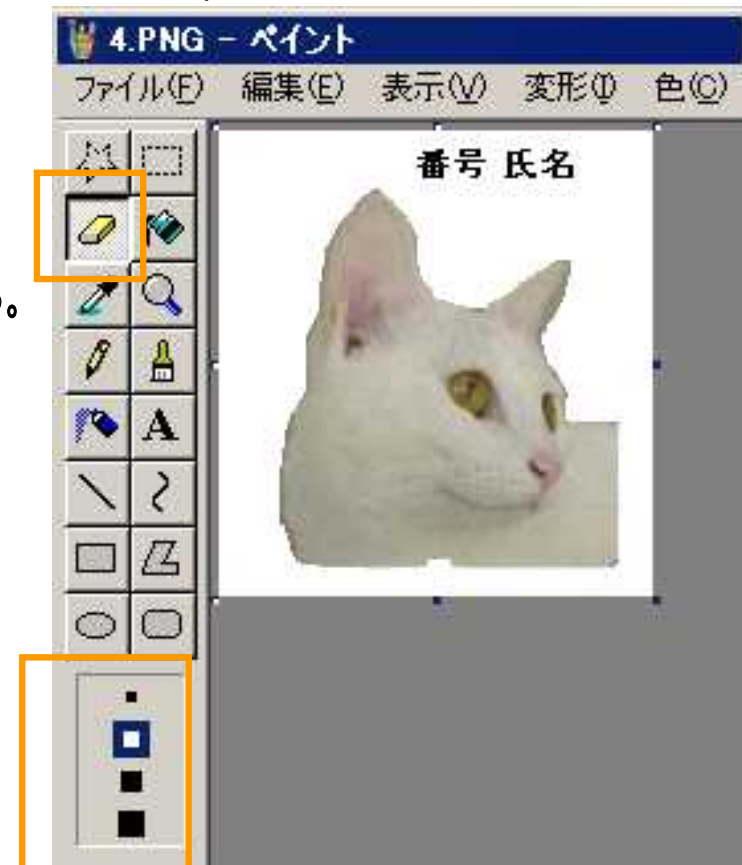 4.PNG - ペイント
ファイル(F) 編集(E) 表示(V) 変形(I) 色(C)
番号 氏名
。
A